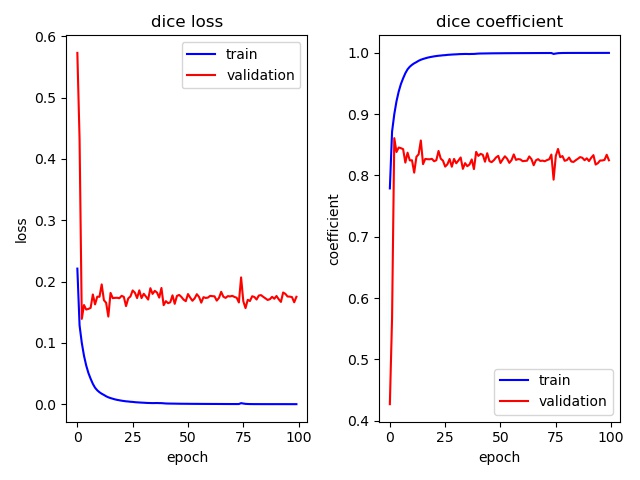 dice loss
loss
0.6
0.5
0.4
0.3
0.2
0.1
0.0
0
25
50
75
100
epoch
train
validation
dice coefficient
coefficient
1.0
0.9
0.8
0.7
0.6
0.5
0.4
0
25
50
75
100
epoch
train
validation